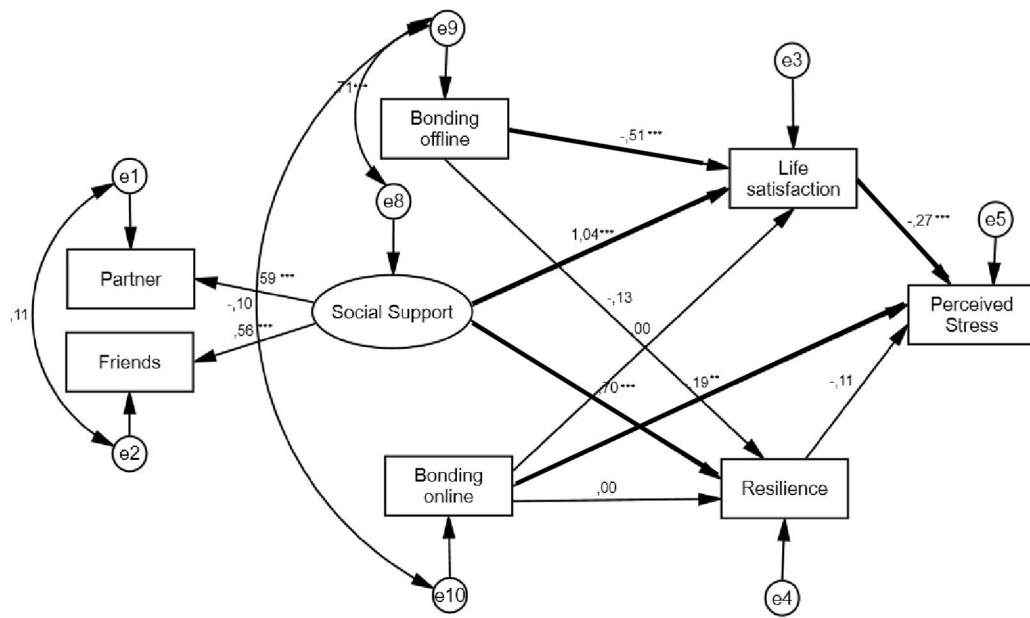 e9
e3
,71***
Bonding
offline
-,51***
Life
satisfaction
e1
e8
-,27***
e5
1,04***
Partner
,59***
-,10
Social Support
-,13
Perceived
Stress
,11
,00
Friends
,56***
,70***
-,19**
-,11
e2
Bonding
online
,00
Resilience
e10
e4